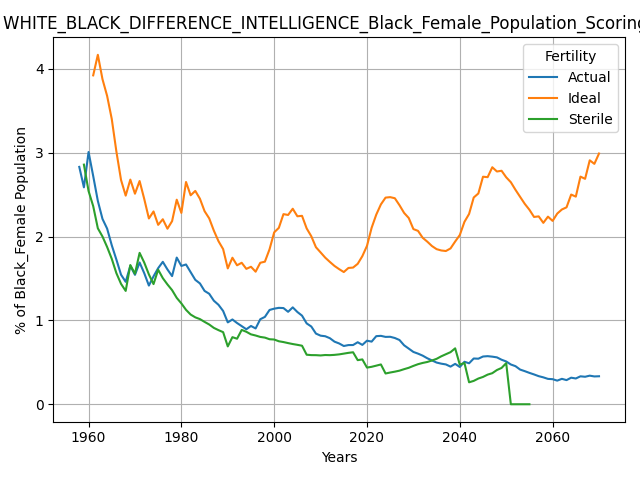 WHITE_BLACK_DIFFERENCE_INTELLIGENCE_Black_Female_Population_Scoring
Fertility
Actual
Ideal
Sterile
% of Black_Female Population
4
3
2
1
0
1960 1980 2000 2020 2040 2060
Years